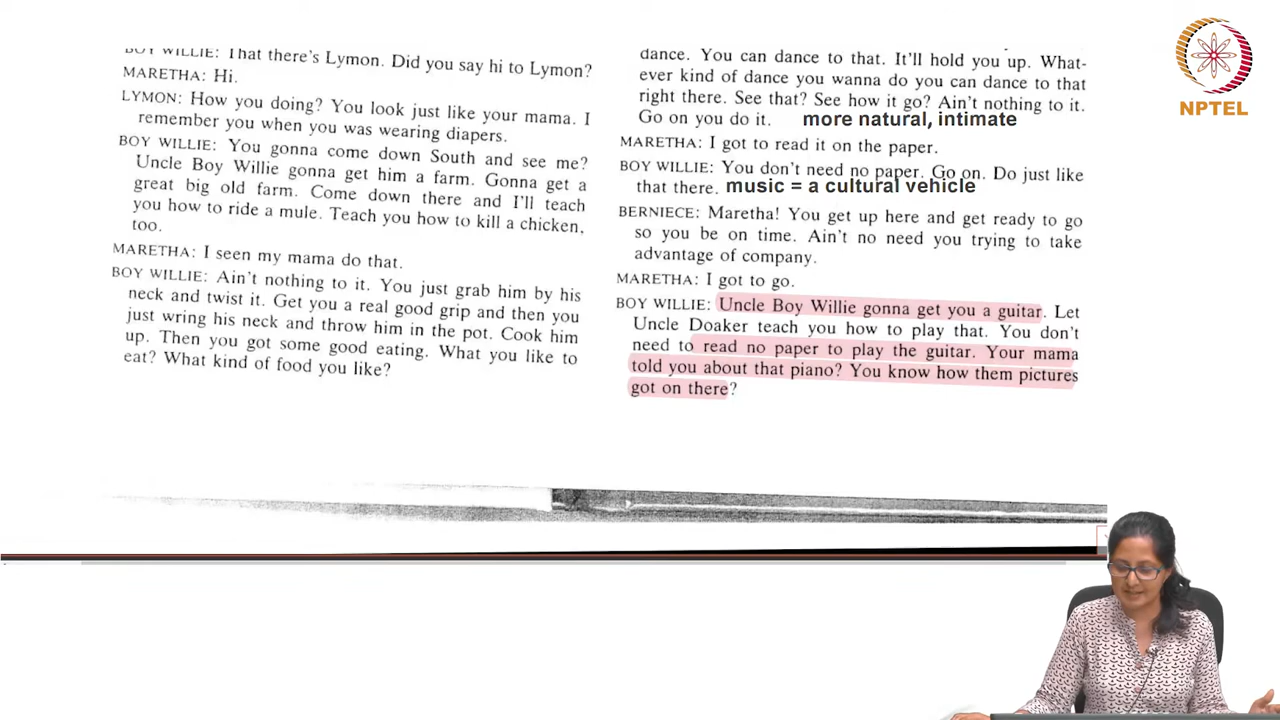 BOY WILLIE: That there's Lymon. Did you say hi to Lymon?
MARETHA: Hi.
LYMON: How you doing? You look just like your mama. I
remember you when you was wearing diapers.
BOY WILLIE: You gonna come down South and see me?
Uncle Boy Willie gonna get him a farm. Gonna get a
great big old farm. Come down there and I'll teach
you how to ride a mule. Teach you how to kill a chicken,
too.
MARETHA: I seen my mama do that.
BOY WILLIE: Ain't nothing to it. You just grab him by his
neck and twist it. Get you a real good grip and then you
just wring his neck and throw him in the pot. Cook him
up. Then you got some good eating. What you like to
eat? What kind of food you like?
dance. You can dance to that. It'll hold you up. What-
ever kind of dance you wanna do you can dance to that
right there. See that? See how it go? Ain't nothing to it.
Go on you do it. more natural, intimate
MARETHA: I got to read it on the paper.
BOY WILLIE: You don't need no paper. Go on. Do just like
that there. music = a cultural vehicle
BERNIECE: Maretha! You get up here and get ready to go
so you be on time. Ain't no need you trying to take
advantage of company.
MARETHA: I got to go.
BOY WILLIE: Uncle Boy Willie gonna get you a guitar. Let
Uncle Doaker teach you how to play that. You don't
need to read no paper to play the guitar. Your mama
told you about that piano? You know how them pictures
got on there?
NPTEL